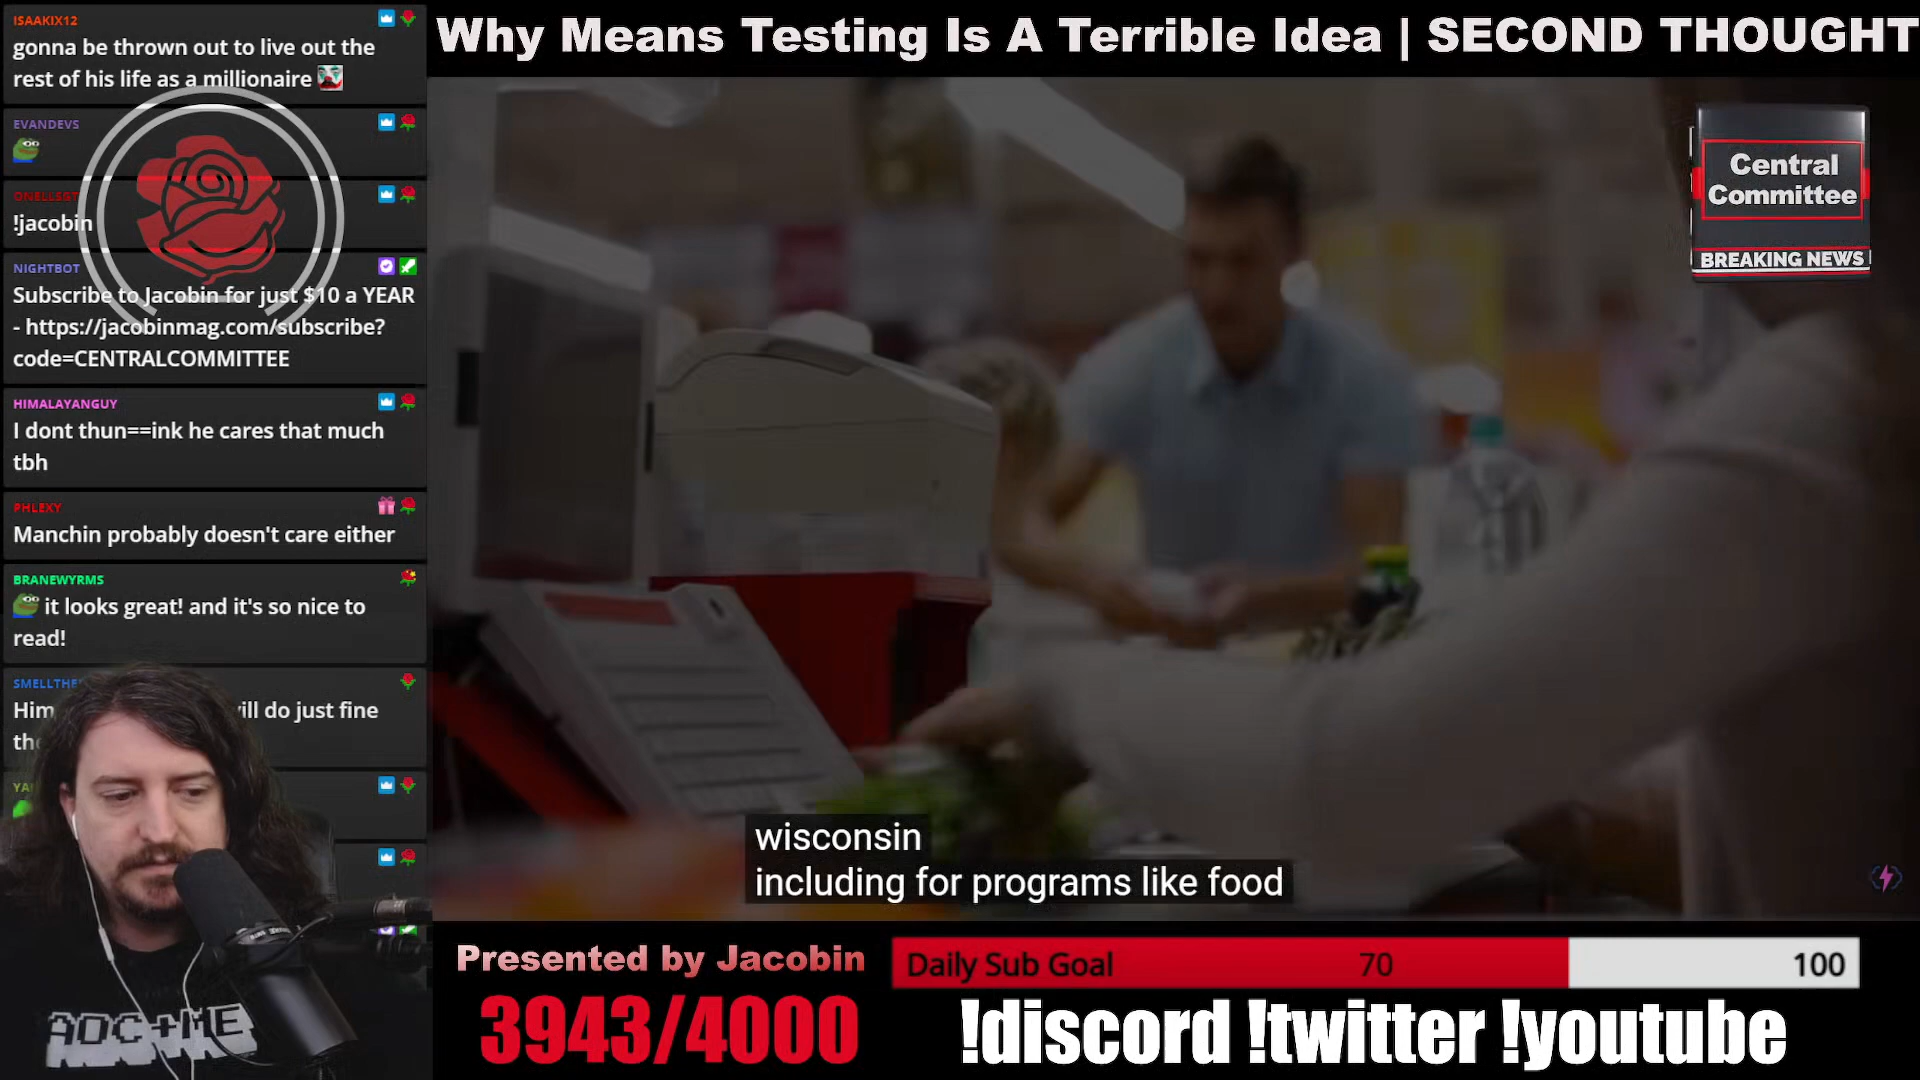 Why Means Testing Is A Terrible Idea | SECOND THOUGHT
ISAAKIX12
gonna be thrown out to live out the
rest of his life as a millionaire
EVANDEVS
ONELLSGT
!jacobin
NIGHTBOT
Subscribe to Jacobin for just $10 a YEAR
- https://jacobinmag.com/subscribe?
code=CENTRALCOMMITTEE
HIMALAYANGUY
I dont thun==ink he cares that much
tbh
PHLEXY
Manchin probably doesn't care either
BRANEWYRMS
it looks great! and it's so nice to
read!
do just fine
AOC+ME
Central
Committee
BREAKING NEWS
wisconsin
including for programs like food
Presented by Jacobin
3943/4000
Daily Sub Goal 70 100
!discord !twitter !youtube